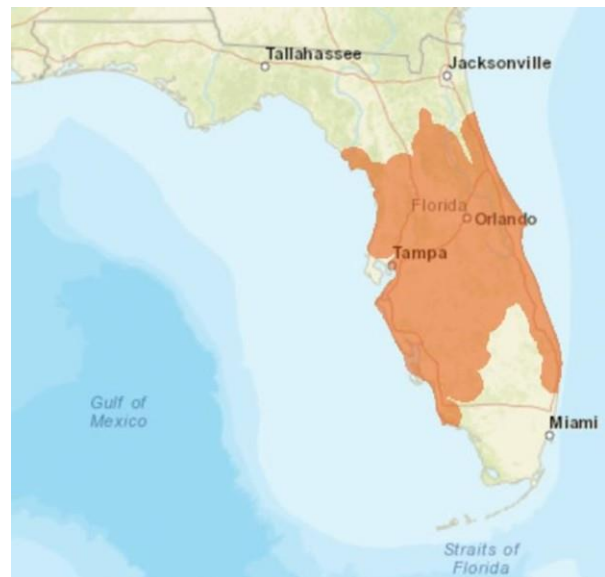 Tallahassee
Jacksonville
Florida
Orlando
Tampa
Gulf of
Mexico
Miami
Straits of
Florida